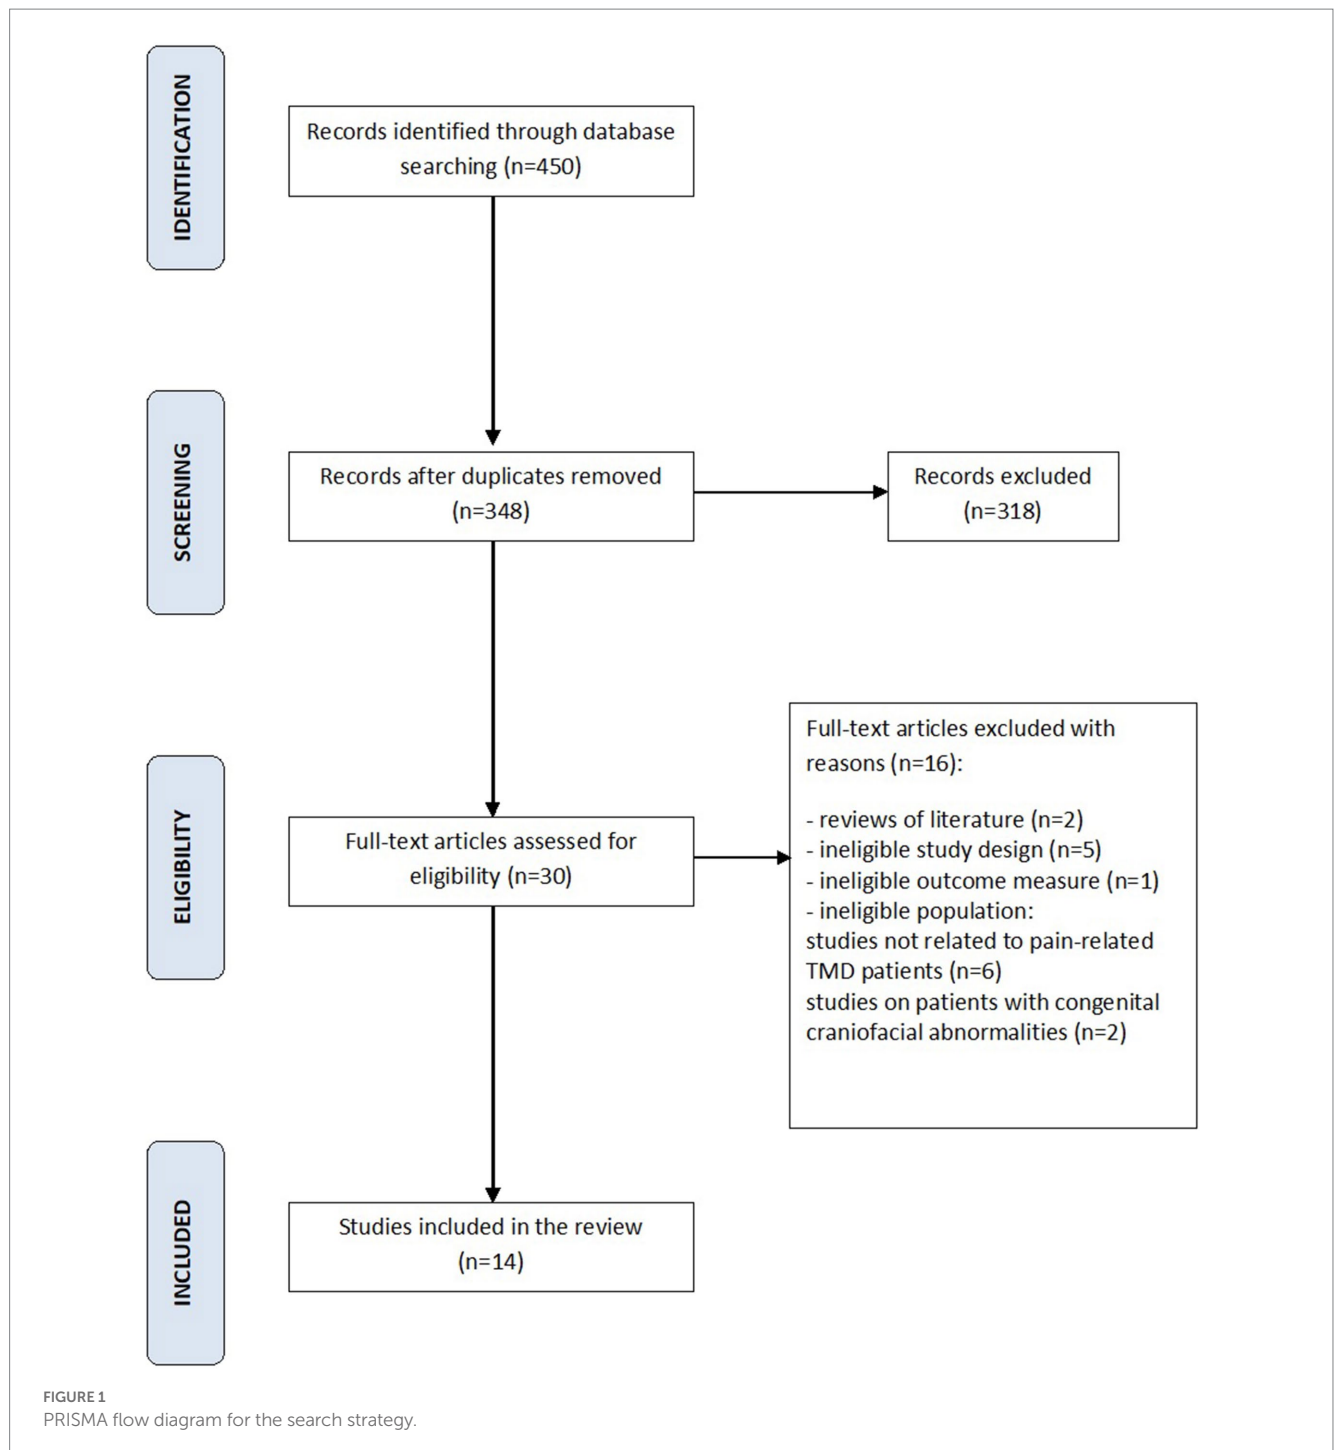 IDENTIFICATION
Records identified through database
searching (n=450)
SCREENING
Records after duplicates removed
(n=348)
Records excluded
(n=318)
ELIGIBILITY
Full-text articles assessed for
eligibility (n=30)
Full-text articles excluded with
reasons (n=16):
- reviews of literature (n=2)
- ineligible study design (n=5)
- ineligible outcome measure (n=1)
- ineligible population:
studies not related to pain-related
TMD patients (n=6)
studies on patients with congenital
craniofacial abnormalities (n=2)
INCLUDED
Studies included in the review
(n=14)
FIGURE 1
PRISMA flow diagram for the search strategy.